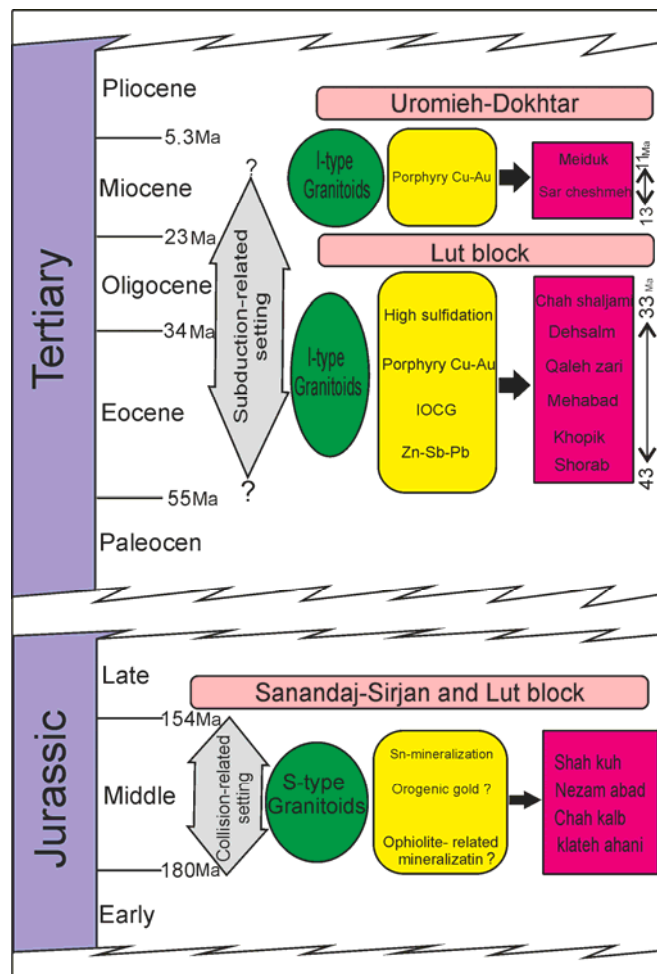 Tertiary
Pliocene
Uromieh-Dokhtar
5.3Ma
Miocene
?
I-type
Granitoids
Porphyry Cu-Au
Meiduk
Sar cheshmeh
11Ma
13
23Ma
Lut block
Oligocene
34Ma
Eocene
Subduction-related
setting
I-type
Granitoids
High sulfidation
Porphyry Cu-Au
IOCG
Zn-Sb-Pb
Chah shaljami
Dehsalm
Qaleh zari
Mehabad
Khopik
Shorab
33 Ma
43
?
55Ma
Paleocen
Jurassic
Late
Sanandaj-Sirjan and Lut block
154Ma
Middle
Collision-related
setting
S-type
Granitoids
Sn-mineralization
Orogenic gold ?
Ophiolite- related
mineralizatin ?
Shah kuh
Nezam abad
Chah kalb
klateh ahani
180Ma
Early